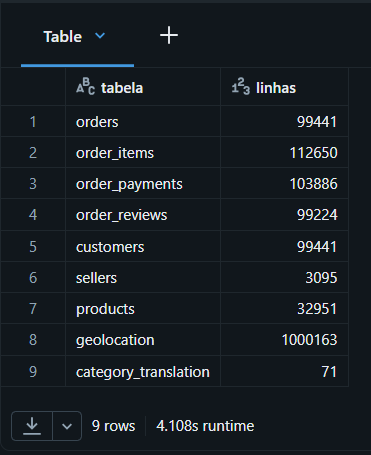 Table
tabela linhas
1 orders 99441
2 order_items 112650
3 order_payments 103886
4 order_reviews 99224
5 customers 99441
6 sellers 3095
7 products 32951
8 geolocation 1000163
9 category_translation 71
9 rows 4.108s runtime